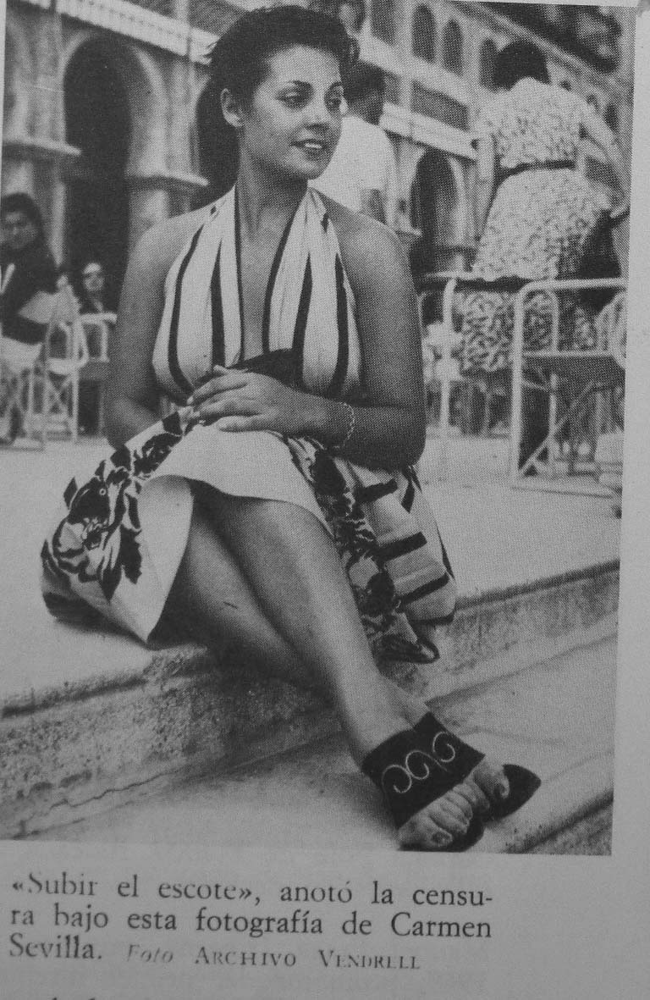 «Subir el escote», anotó la censu-
ra bajo esta fotografía de Carmen
Sevilla. Foto ARCHIVO VENDRELL